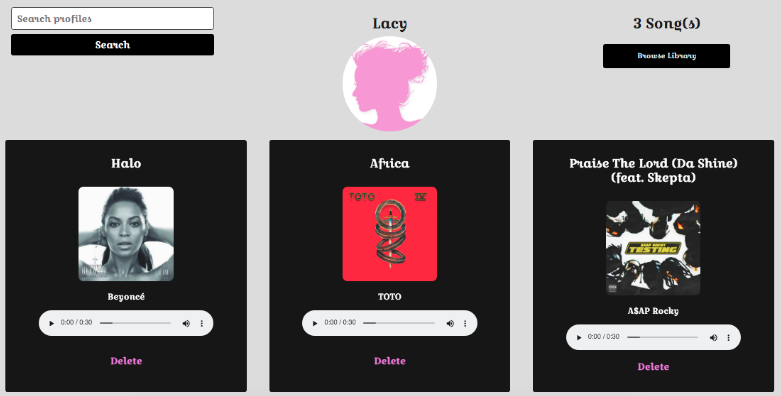 Search profiles
Search
Lacy
3 Song(s)
Browse Library
Halo
Beyoncé
0:00 / 0:30
Delete
Africa
TOTO
IV
TOTO
0:00 / 0:30
Delete
Praise The Lord (Da Shine)
(feat. Skepta)
A$AP ROCKY
TESTING
A$AP Rocky
0:00 / 0:30
Delete